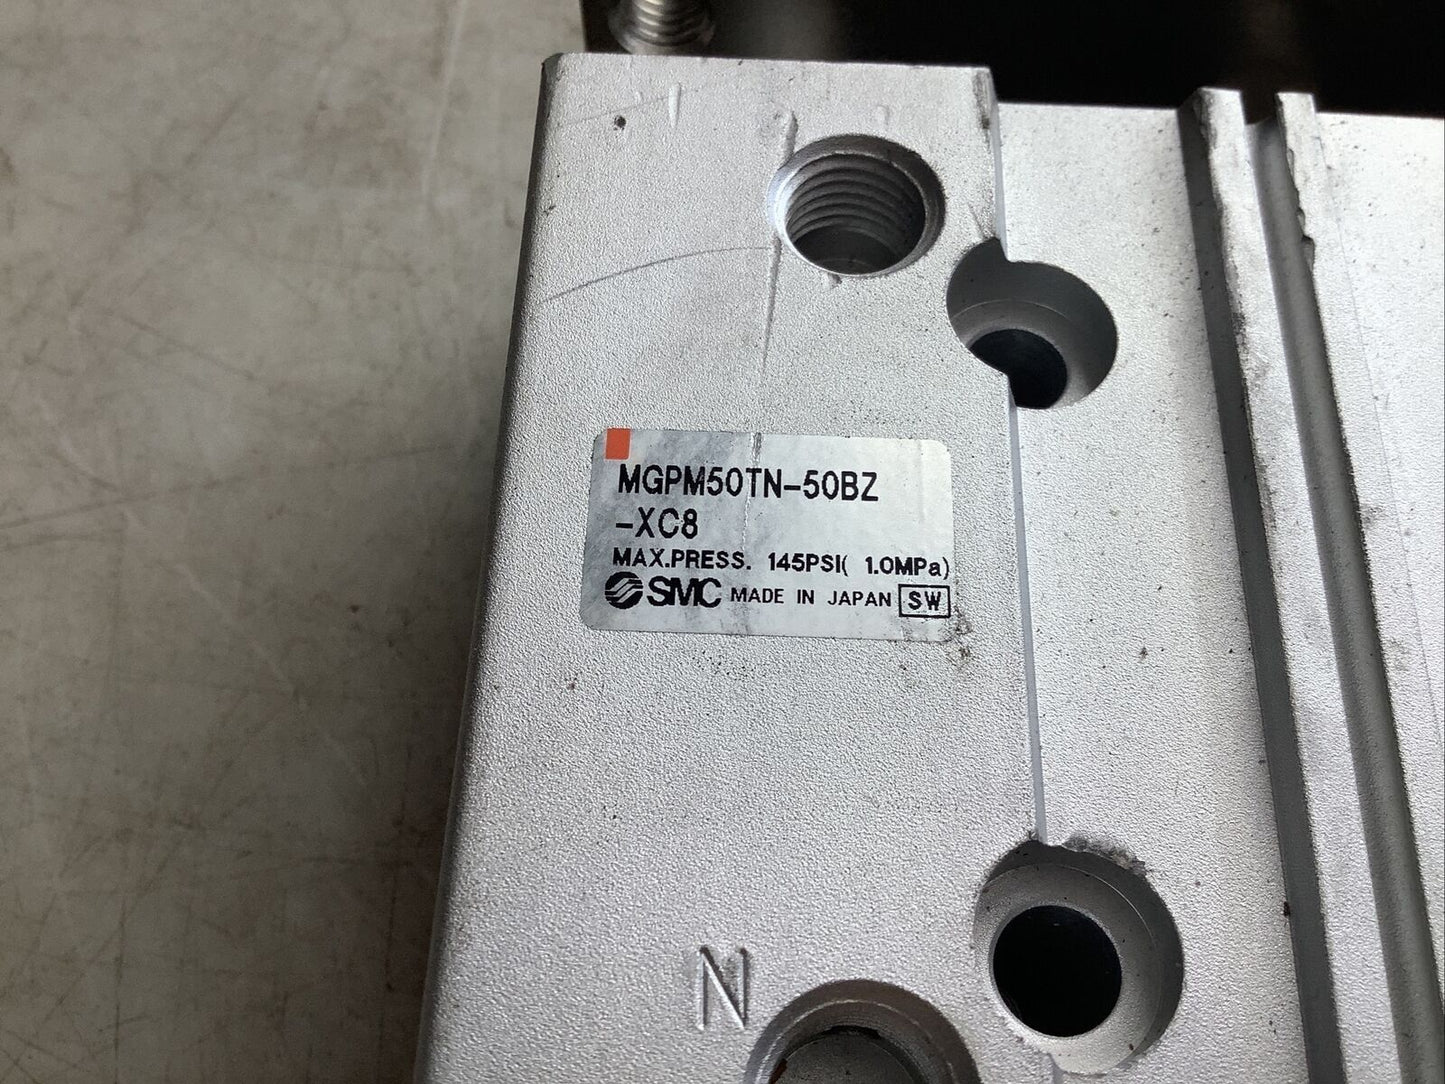 MGPM50TN-50BZ
-XC8
MAX.PRESS. 145PSI( 1.0MPa)
SMC MADE IN JAPAN SW
N